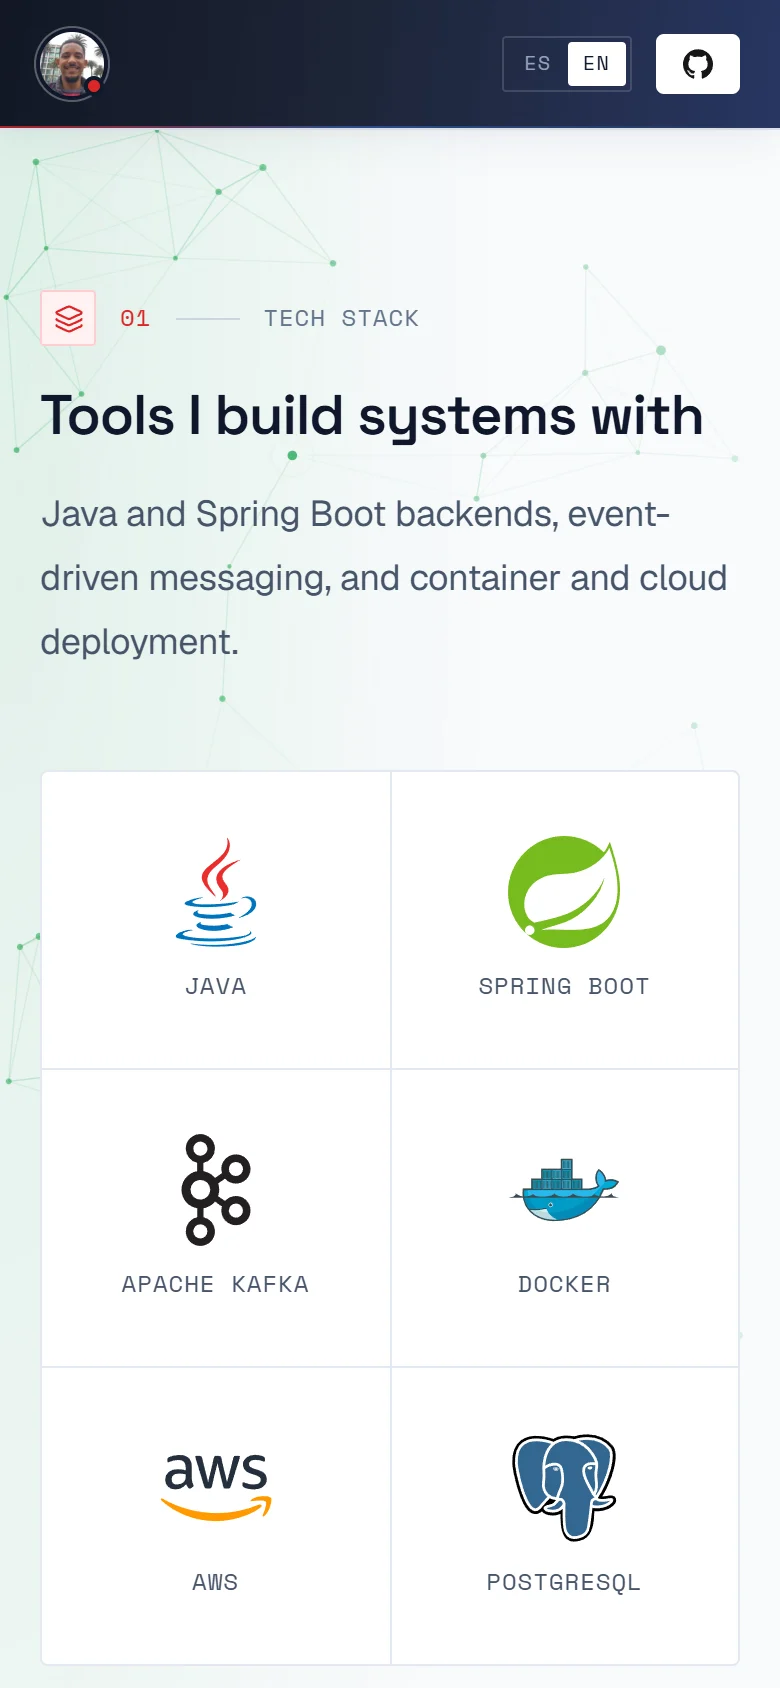 ES EN
01 TECH STACK
Tools I build systems with
Java and Spring Boot backends, event-
driven messaging, and container and cloud
deployment.
JAVA SPRING BOOT
APACHE KAFKA DOCKER
aws
AWS POSTGRESQL